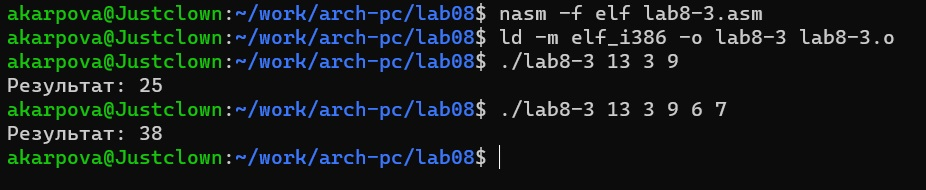 akarpova@Justclown:~/work/arch-pc/lab08$ nasm -f elf lab8-3.asm
akarpova@Justclown:~/work/arch-pc/lab08$ ld -m elf_i386 -o lab8-3 lab8-3.o
akarpova@Justclown:~/work/arch-pc/lab08$ ./lab8-3 13 3 9
Результат: 25
akarpova@Justclown:~/work/arch-pc/lab08$ ./lab8-3 13 3 9 6 7
Результат: 38
akarpova@Justclown:~/work/arch-pc/lab08$